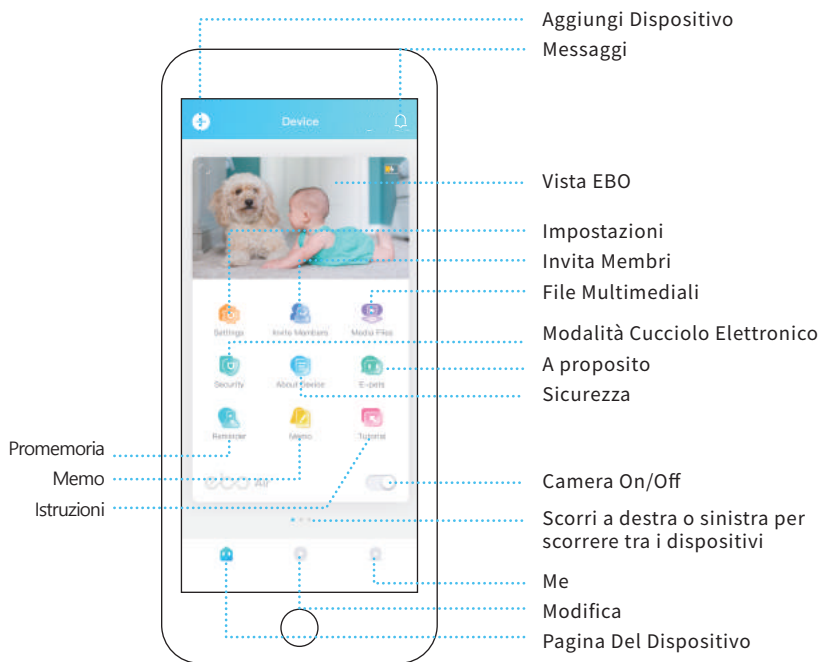 Aggiungi Dispositivo
Messaggi
Device
Vista EBO
Impostazioni
Invita Membri
File Multimediali
Settings Invite Members Media Files
Modalità Cucciolo Elettronico
A proposito
Sicurezza
Security About Device E-pets
Reminder Memo Tutorial
Promemoria
Memo
Istruzioni
ebo Air
Camera On/Off
Scorri a destra o sinistra per
scorrere tra i dispositivi
Me
Modifica
Pagina Del Dispositivo